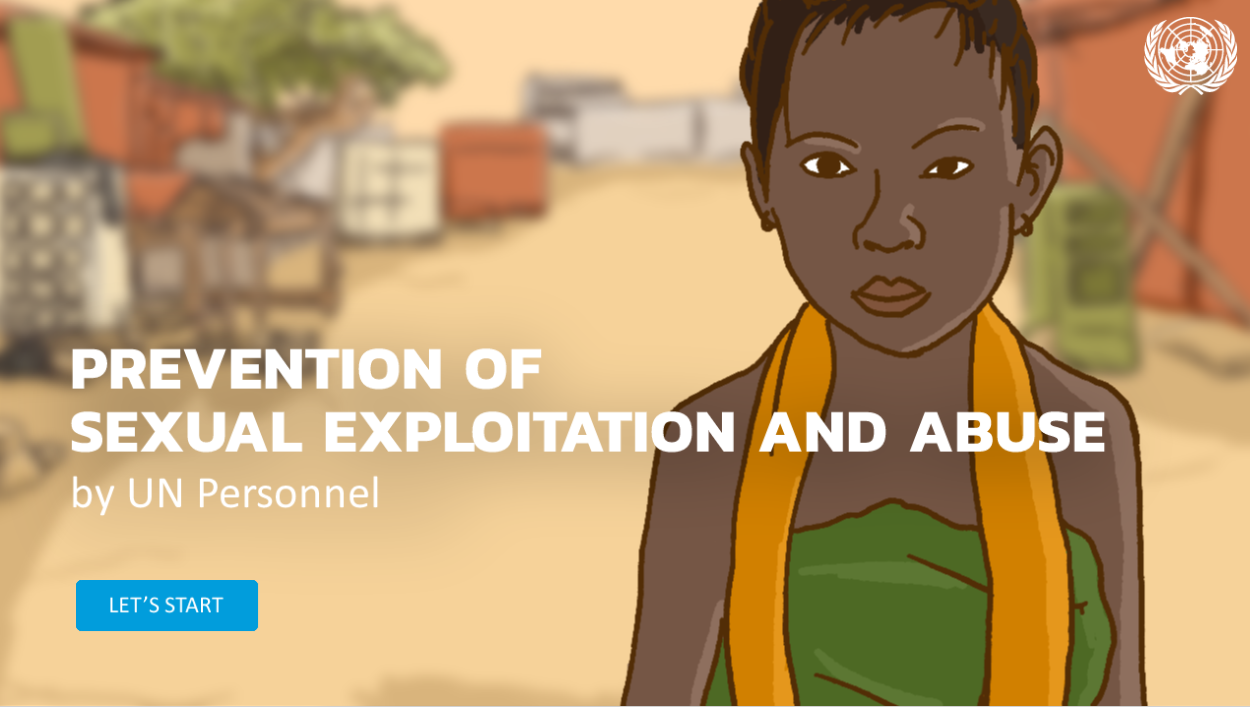 PREVENTION OF
SEXUAL EXPLOITATION AND ABUSE
by UN Personnel
LET'S START